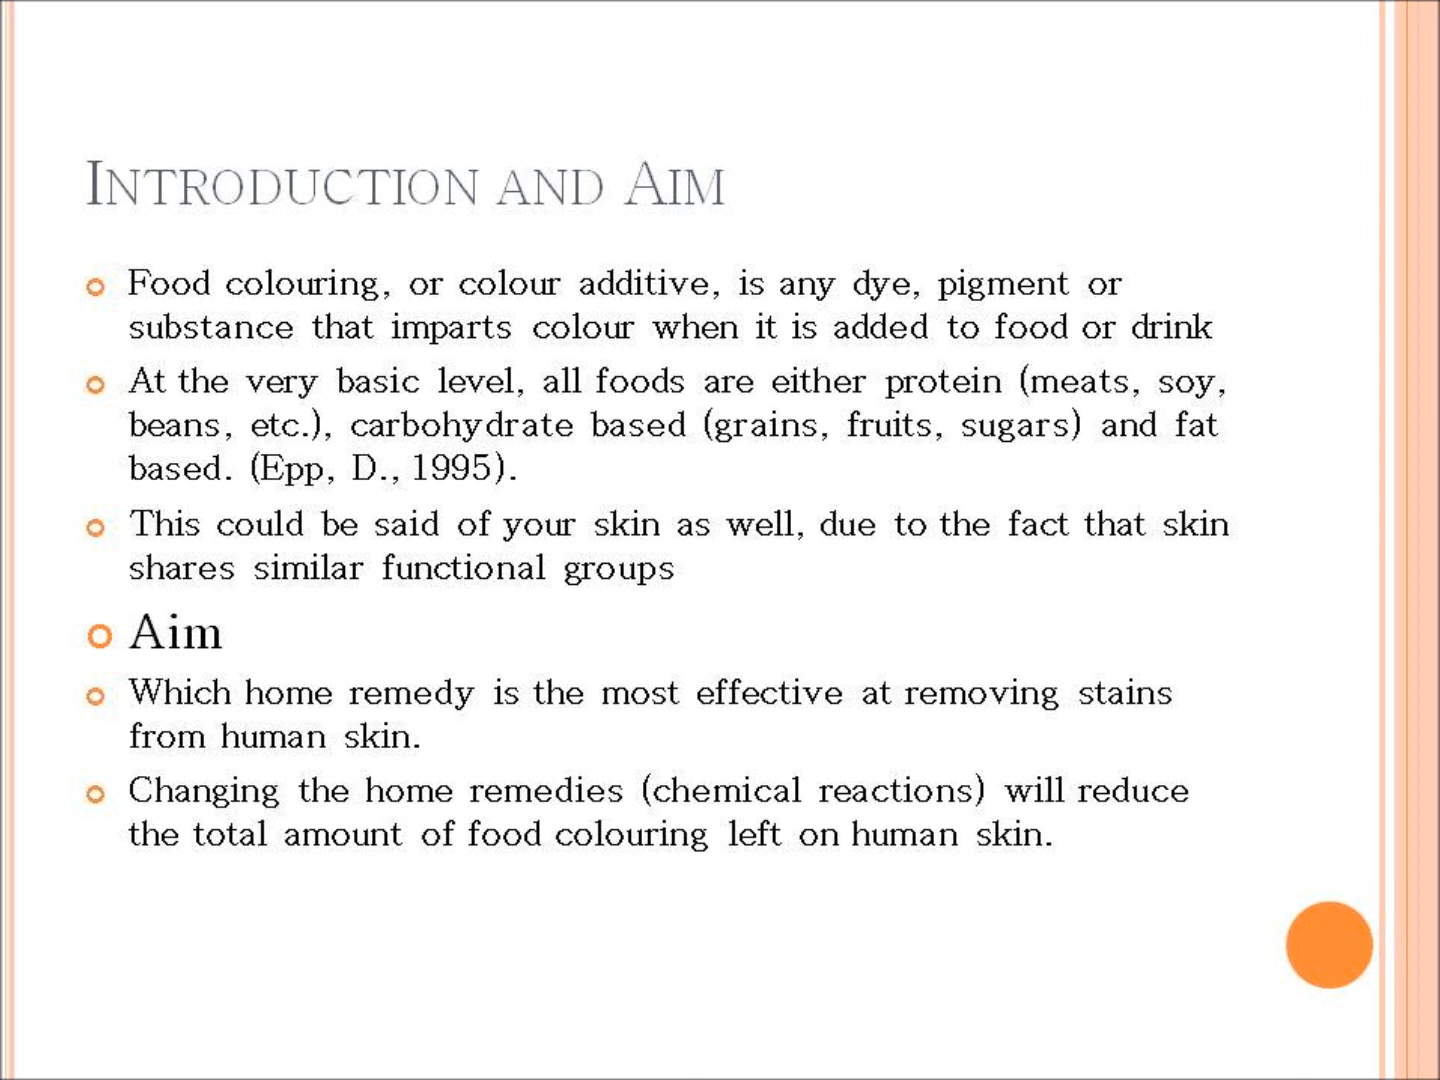 INTRODUCTION AND AIM
Food colouring, or colour additive, is any dye, pigment or
substance that imparts colour when it is added to food or drink
At the very basic level, all foods are either protein (meats, soy,
beans, etc.), carbohydrate based (grains, fruits, sugars) and fat
based. (Epp, D., 1995).
This could be said of your skin as well, due to the fact that skin
shares similar functional groups
Aim
Which home remedy is the most effective at removing stains
from human skin.
Changing the home remedies (chemical reactions) will reduce
the total amount of food colouring left on human skin.